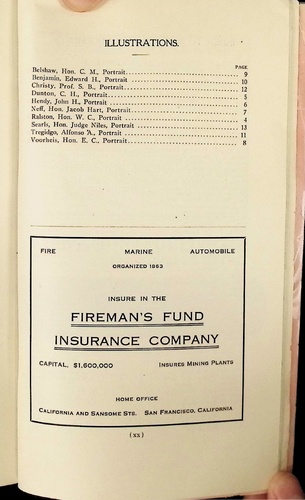 ILLUSTRATIONS.
PAGE
Belshaw, Hon. C. M., Portrait........................................ 9
Benjamin, Edward H., Portrait........................................ 10
Christy, Prof. S. B., Portrait........................................ 12
Dunton, C. H., Portrait........................................ 5
Hendy, John H., Portrait........................................ 6
Neff, Hon. Jacob Hart, Portrait........................................ 7
Ralston, Hon. W. C., Portrait........................................ 4
Searls, Hon. Judge Niles, Portrait........................................ 13
Tregidgo, Alfonso A., Portrait........................................ 11
Voorheis, Hon. E. C., Portrait........................................ 8
FIRE MARINE AUTOMOBILE
ORGANIZED 1863
INSURE IN THE
FIREMAN'S FUND
INSURANCE COMPANY
CAPITAL, $1,600,000 INSURES MINING PLANTS
HOME OFFICE
CALIFORNIA AND SANSOME STS. SAN FRANCISCO, CALIFORNIA
(xx)